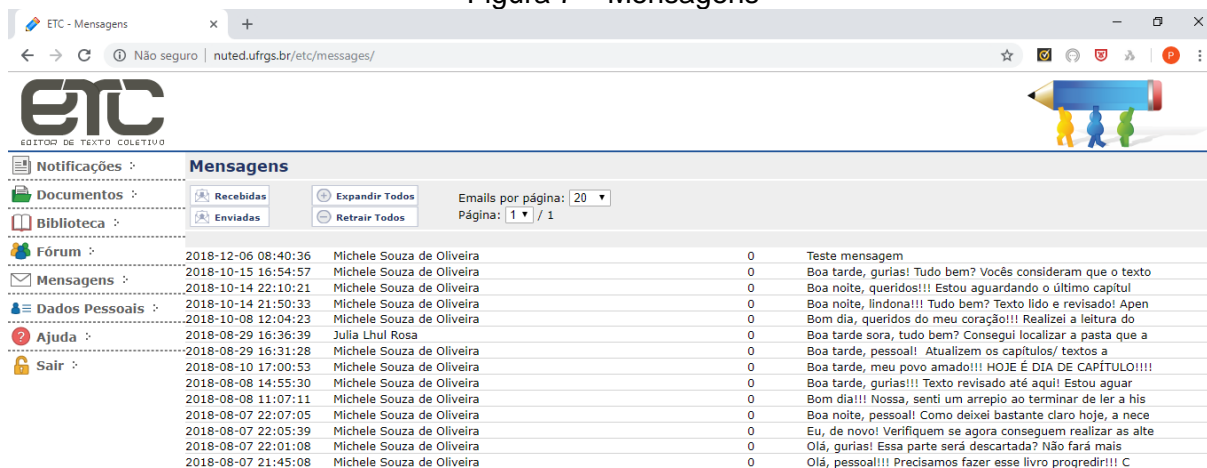 Figura 7 – Mensagens
ETC - Mensagens
Não seguro | nuted.ufrgs.br/etc/messages/
P
ETC
EDITOR DE TEXTO COLETIVO
Notificações
Documentos
Biblioteca
Fórum
Mensagens
Dados Pessoais
Ajuda
Sair
Mensagens
Recebidas
Expandir Todos
Emails por página: 20
Enviadas
Retrair Todos
Página: 1 / 1
2018-12-06 08:40:36 Michele Souza de Oliveira 0 Teste mensagem
2018-10-15 16:54:57 Michele Souza de Oliveira 0 Boa tarde, gurias! Tudo bem? Vocês consideram que o texto
2018-10-14 22:10:21 Michele Souza de Oliveira 0 Boa noite, queridos!!! Estou aguardando o último capítul
2018-10-14 21:50:33 Michele Souza de Oliveira 0 Boa noite, lindona!!! Tudo bem? Texto lido e revisado! Apen
2018-10-08 12:04:23 Michele Souza de Oliveira 0 Bom dia, queridos do meu coração!!! Realizei a leitura do
2018-08-29 16:36:39 Julia Lhul Rosa 0 Boa tarde sora, tudo bem? Consegui localizar a pasta que a
2018-08-29 16:31:28 Michele Souza de Oliveira 0 Boa tarde, pessoal! Atualizem os capítulos/ textos a
2018-08-10 17:00:53 Michele Souza de Oliveira 0 Boa tarde, meu povo amado!!! HOJE É DIA DE CAPÍTULO!!!!
2018-08-08 14:55:30 Michele Souza de Oliveira 0 Boa tarde, gurias!!! Texto revisado até aqui! Estou aguar
2018-08-08 11:07:11 Michele Souza de Oliveira 0 Bom dia!!! Nossa, senti um arrepio ao terminar de ler a his
2018-08-07 22:07:05 Michele Souza de Oliveira 0 Boa noite, pessoal! Como deixei bastante claro hoje, a nece
2018-08-07 22:05:39 Michele Souza de Oliveira 0 Eu, de novo! Verifiquem se agora conseguem realizar as alte
2018-08-07 22:01:08 Michele Souza de Oliveira 0 Olá, gurias! Essa parte será descartada? Não fará mais
2018-08-07 21:45:08 Michele Souza de Oliveira 0 Olá, pessoal!!! Precisamos fazer esse livro progredir!!! C